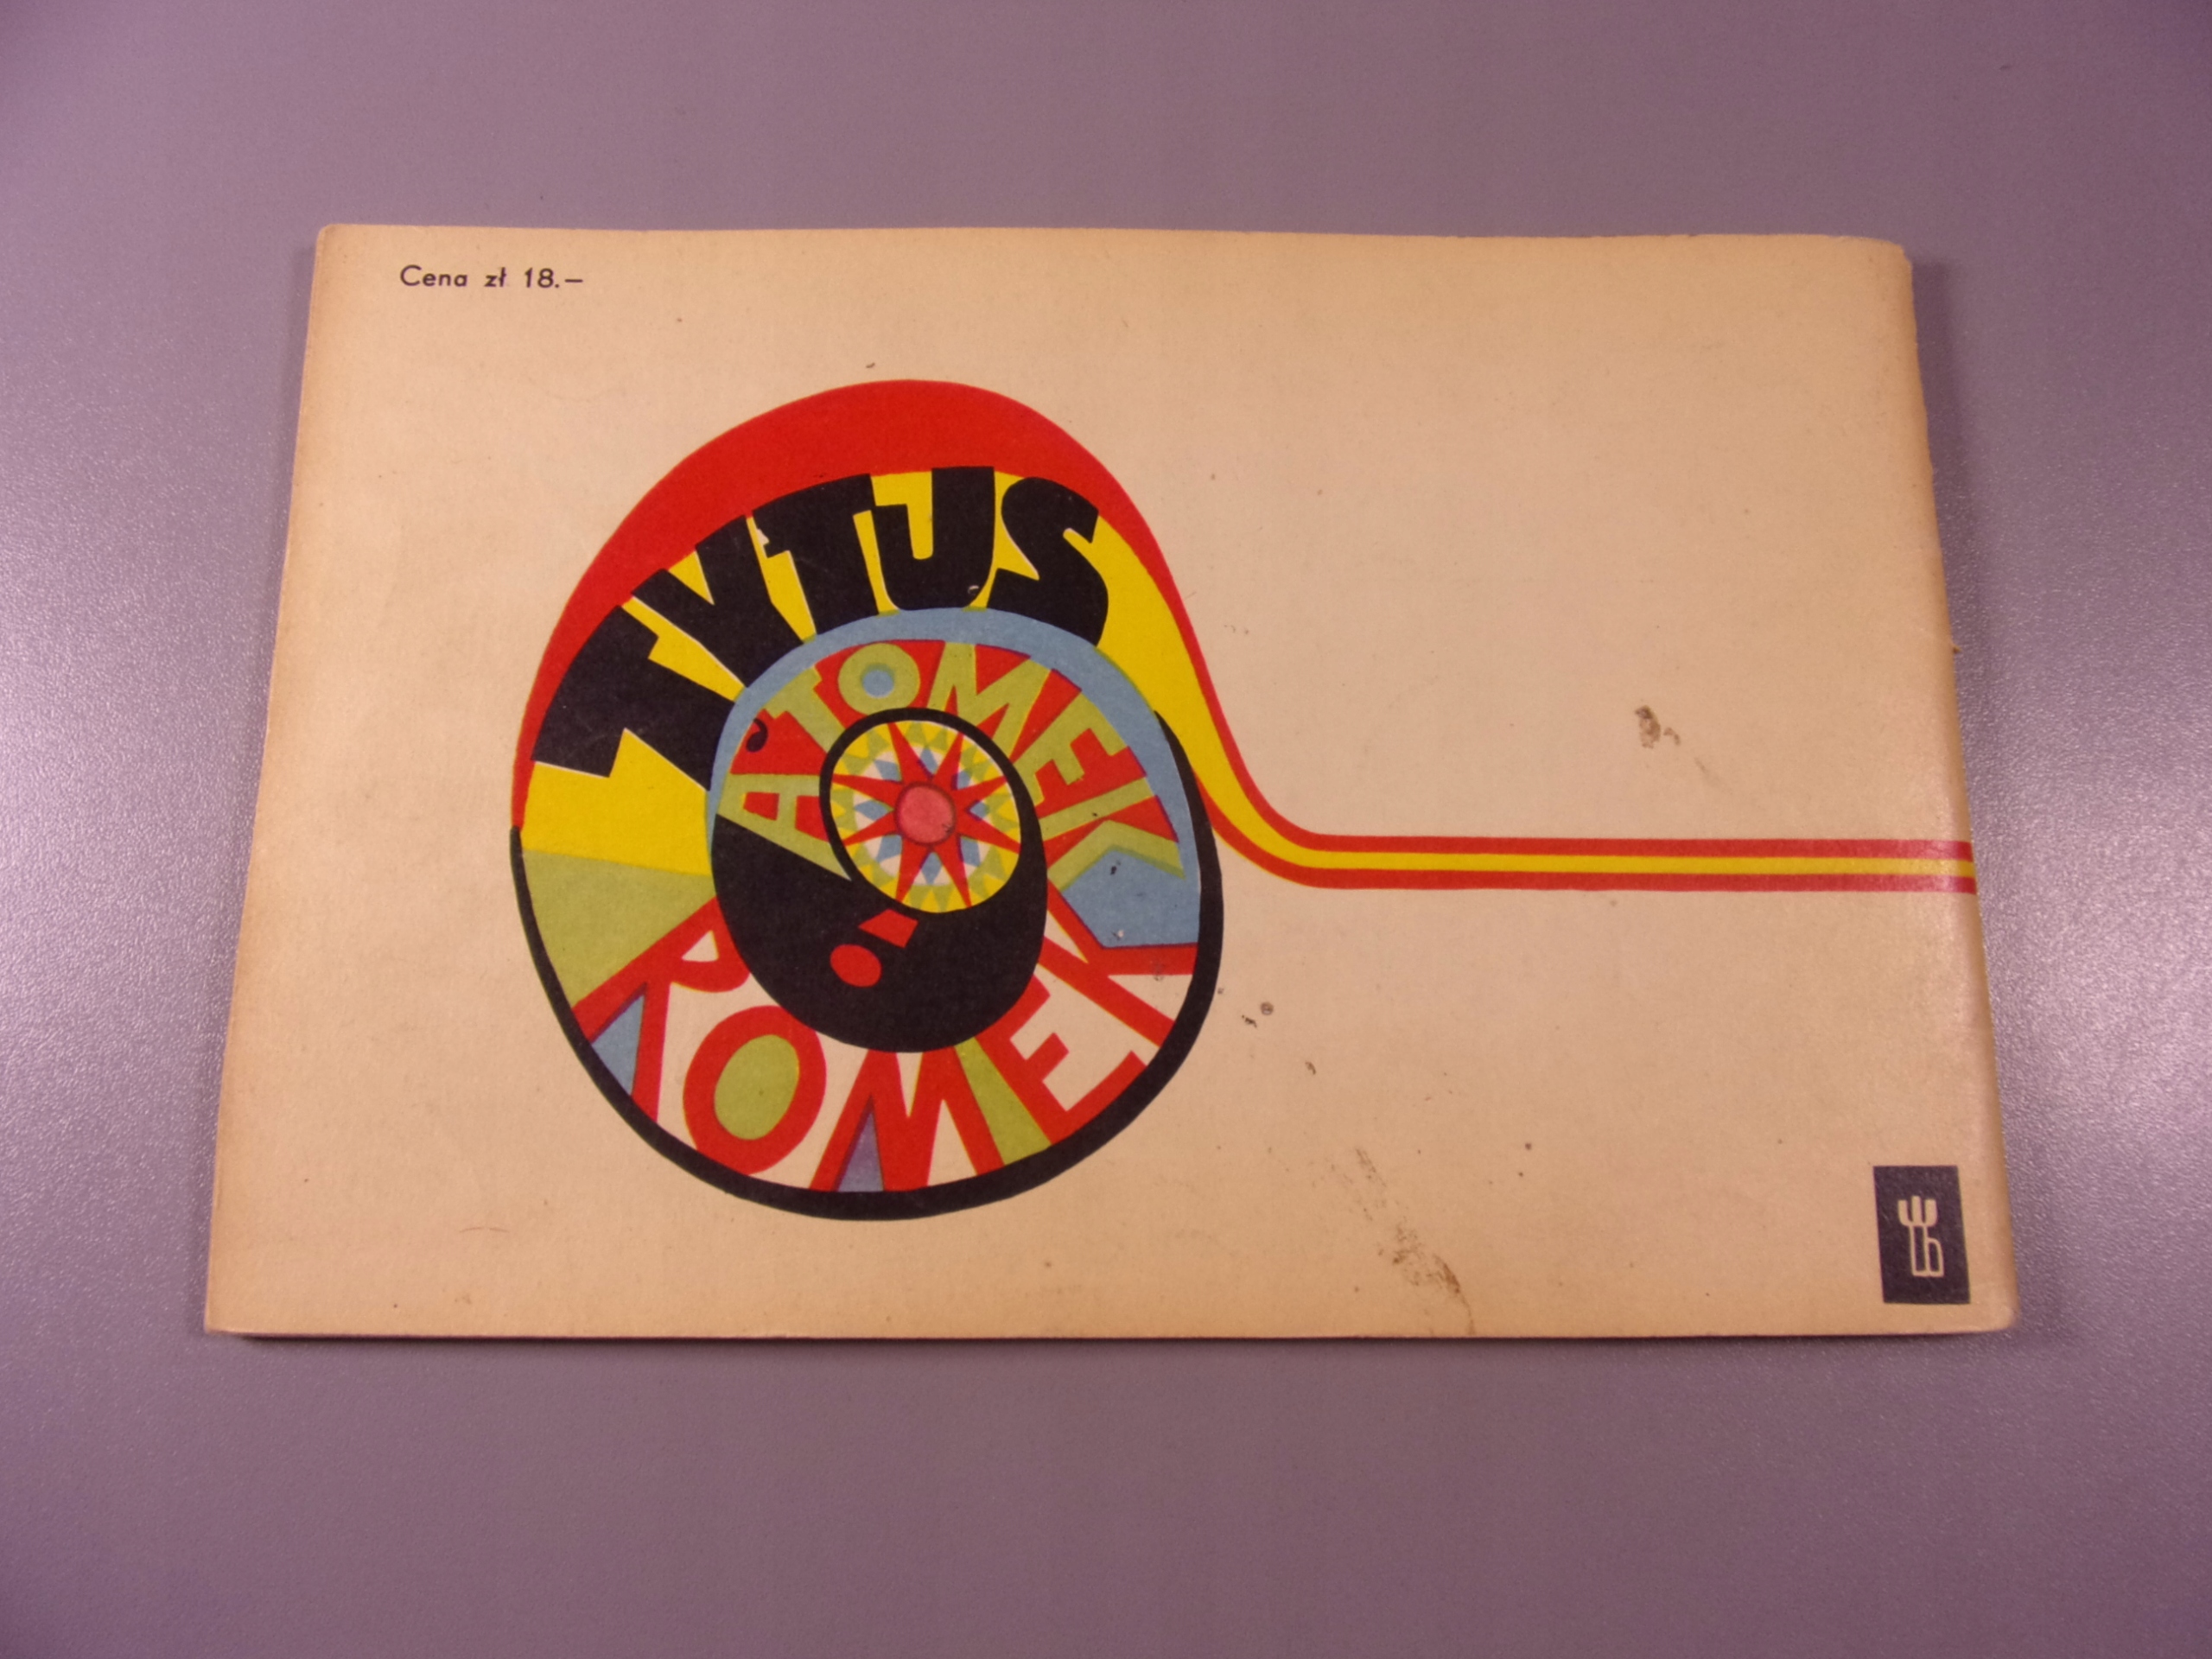 Cena zł 18.—
TYTUS
ROMEK
i
A'TOMEK